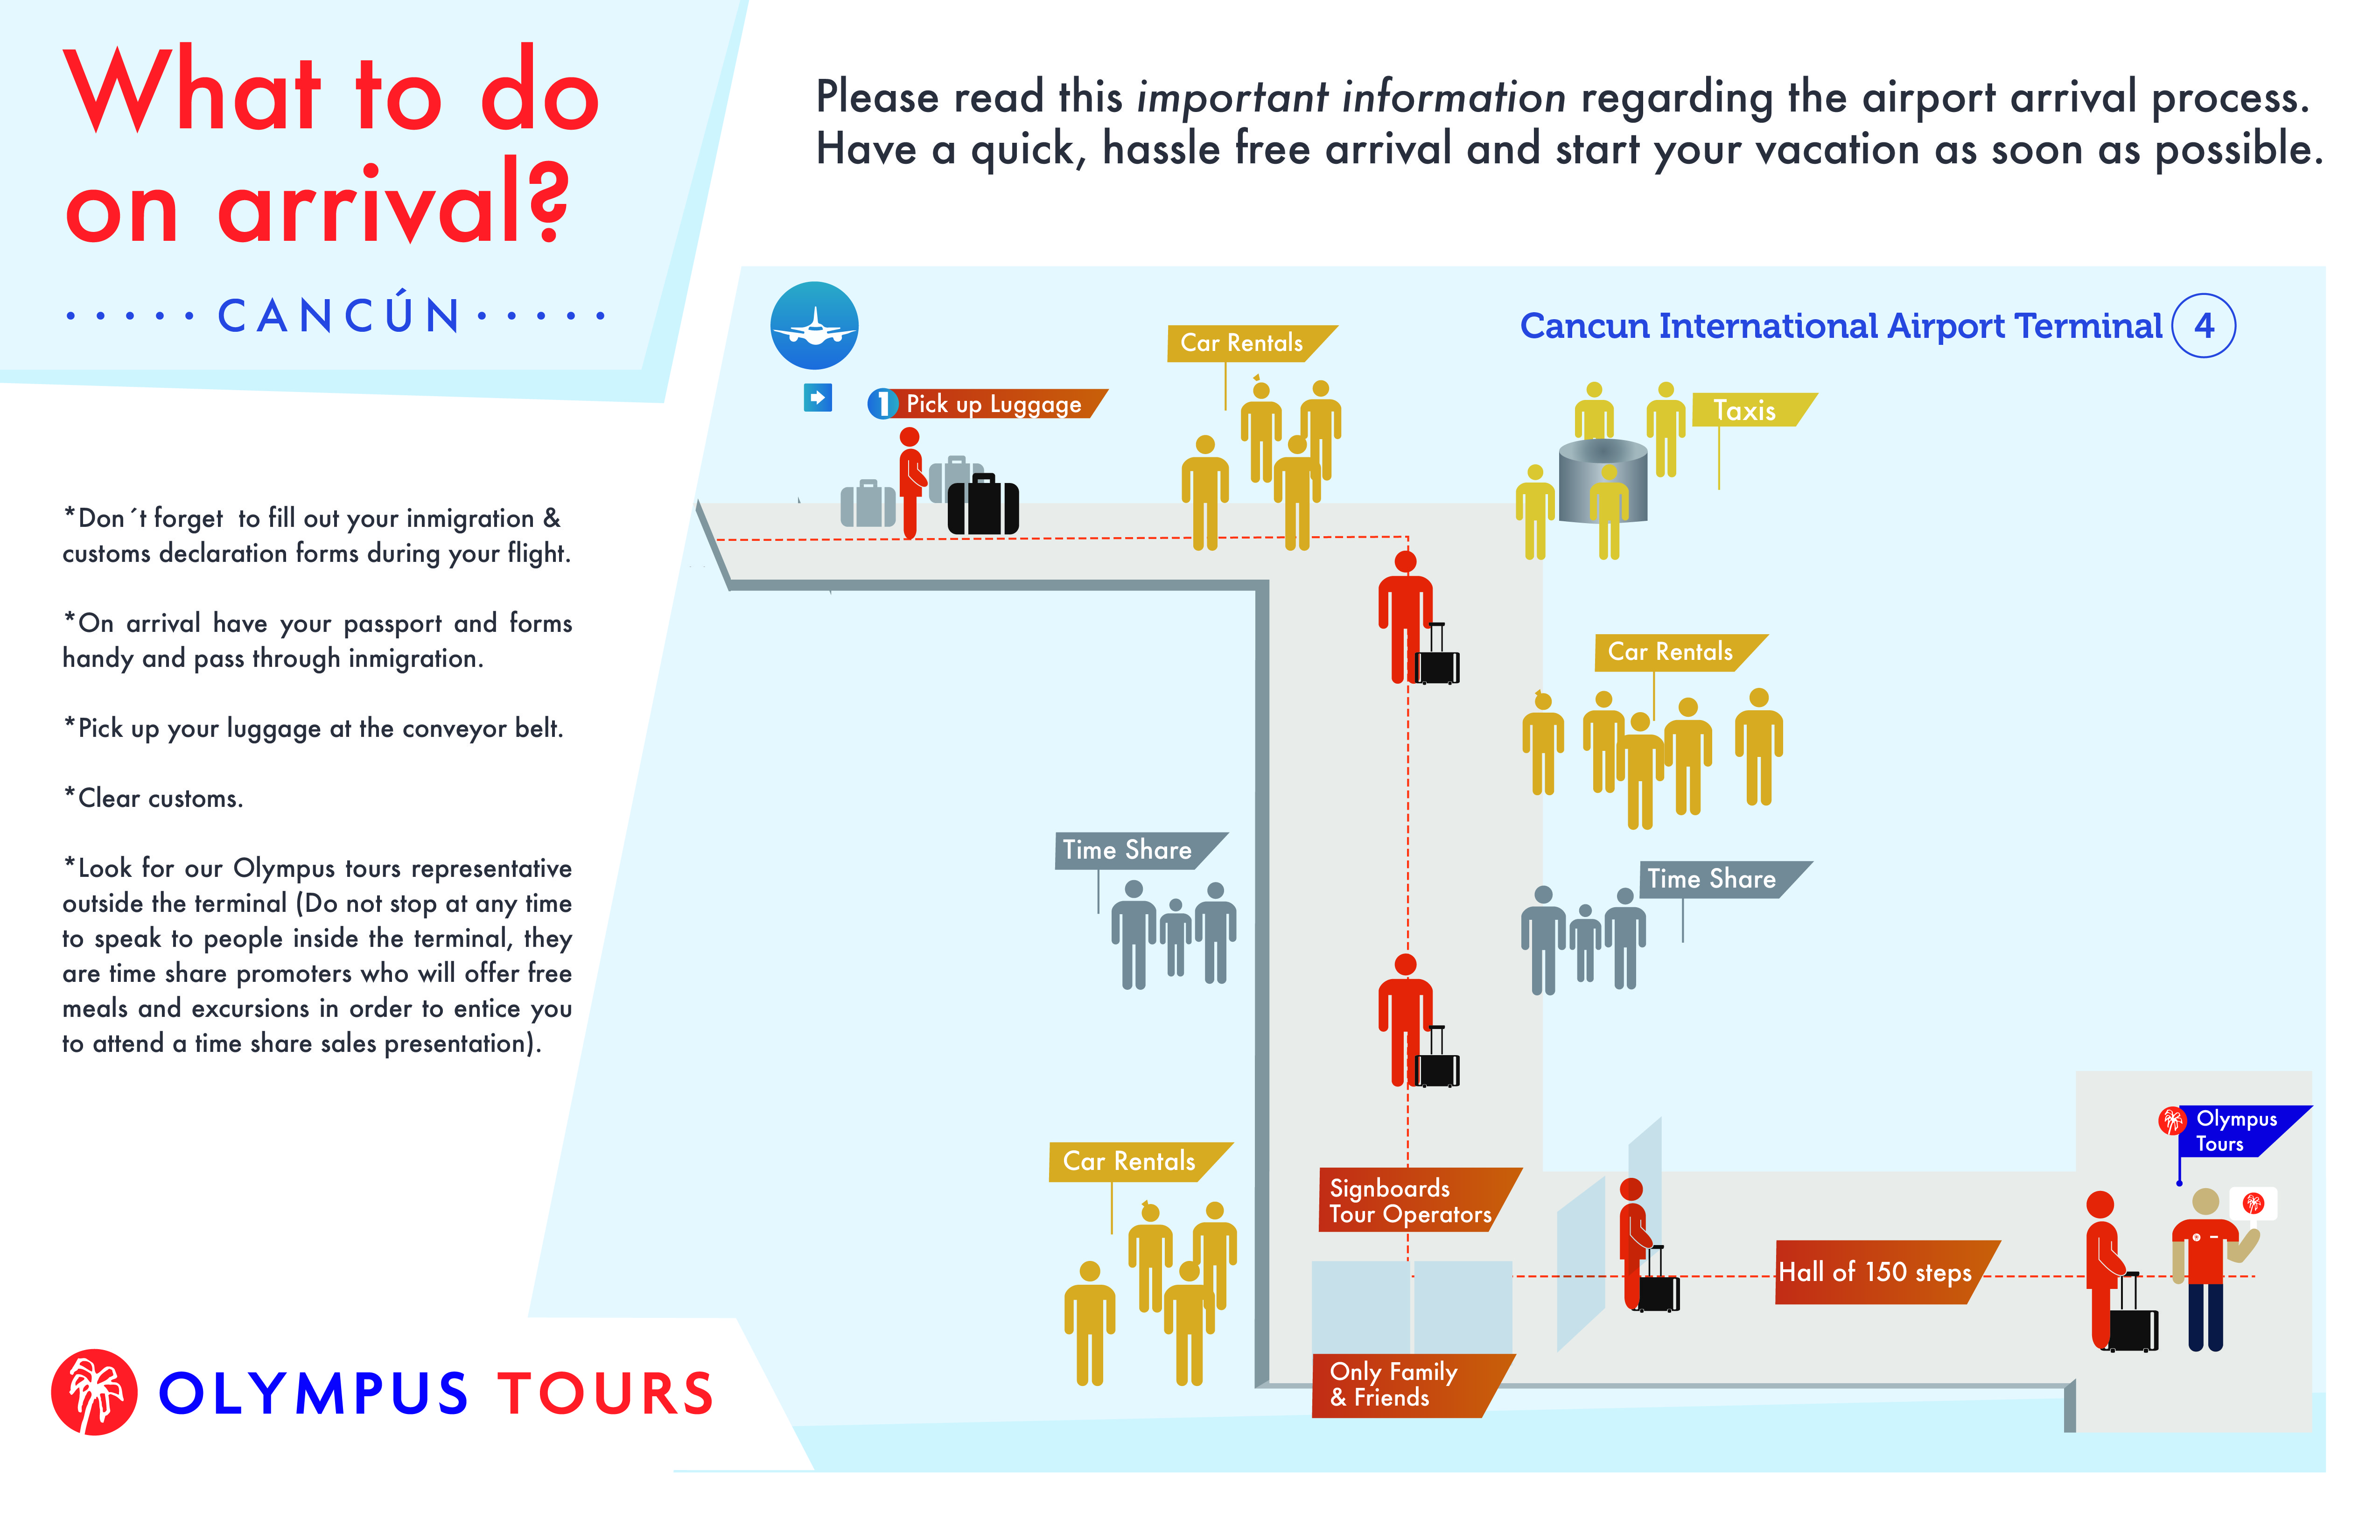 What to do
on arrival?
CANCÚN
Please read this important information regarding the airport arrival process.
Have a quick, hassle free arrival and start your vacation as soon as possible.
*Don´t forget to fill out your inmigration &
customs declaration forms during your flight.
*On arrival have your passport and forms
handy and pass through inmigration.
*Pick up your luggage at the conveyor belt.
*Clear customs.
*Look for our Olympus tours representative
outside the terminal (Do not stop at any time
to speak to people inside the terminal, they
are time share promoters who will offer free
meals and excursions in order to entice you
to attend a time share sales presentation).
OLYMPUS TOURS
Cancun International Airport Terminal 4
Car Rentals
1 Pick up Luggage
Taxis
Car Rentals
Time Share
Time Share
Car Rentals
Signboards
Tour Operators
Only Family
& Friends
Hall of 150 steps
Olympus
Tours